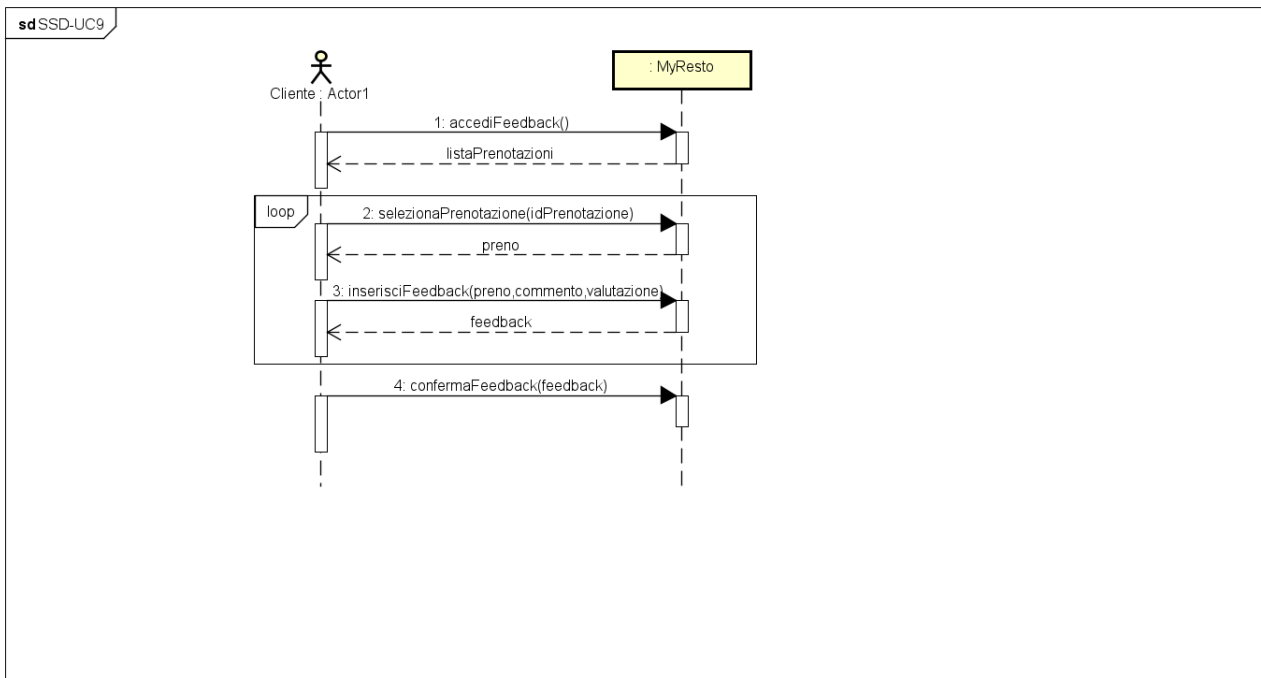 sd SSD-UC9
: MyResto
Cliente : Actor1
1: accediFeedback()
listaPrenotazioni
loop
2: selezionaPrenotazione(idPrenotazione)
preno
3: inserisciFeedback(preno,commento,valutazione)
feedback
4: confermaFeedback(feedback)